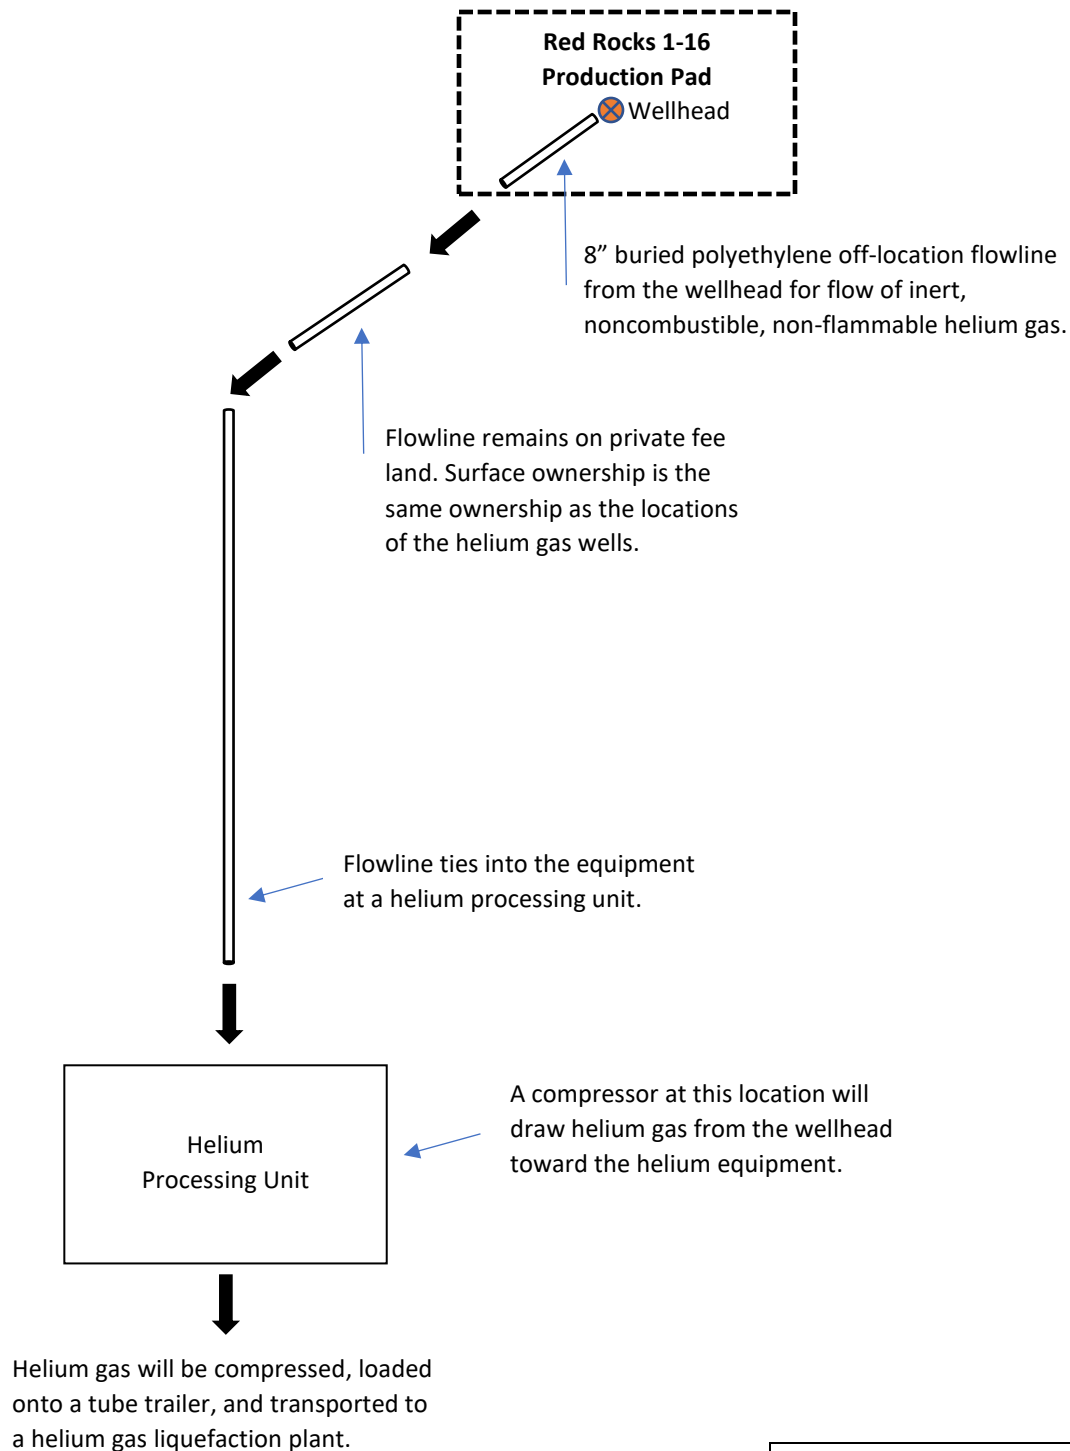 Red Rocks 1-16
Production Pad
Wellhead
8” buried polyethylene off-location flowline
from the wellhead for flow of inert,
noncombustible, non-flammable helium gas.
Flowline remains on private fee
land. Surface ownership is the
same ownership as the locations
of the helium gas wells.
Flowline ties into the equipment
at a helium processing unit.
A compressor at this location will
draw helium gas from the wellhead
toward the helium equipment.
Helium
Processing Unit
Helium gas will be compressed, loaded
onto a tube trailer, and transported to
a helium gas liquefaction plant.